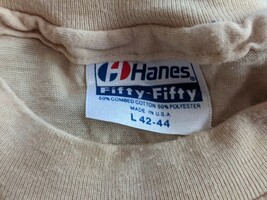 Hanes
Fifty-Fifty
50% COMBED COTTON 50% POLYESTER
MADE IN U.S.A
L 42-44